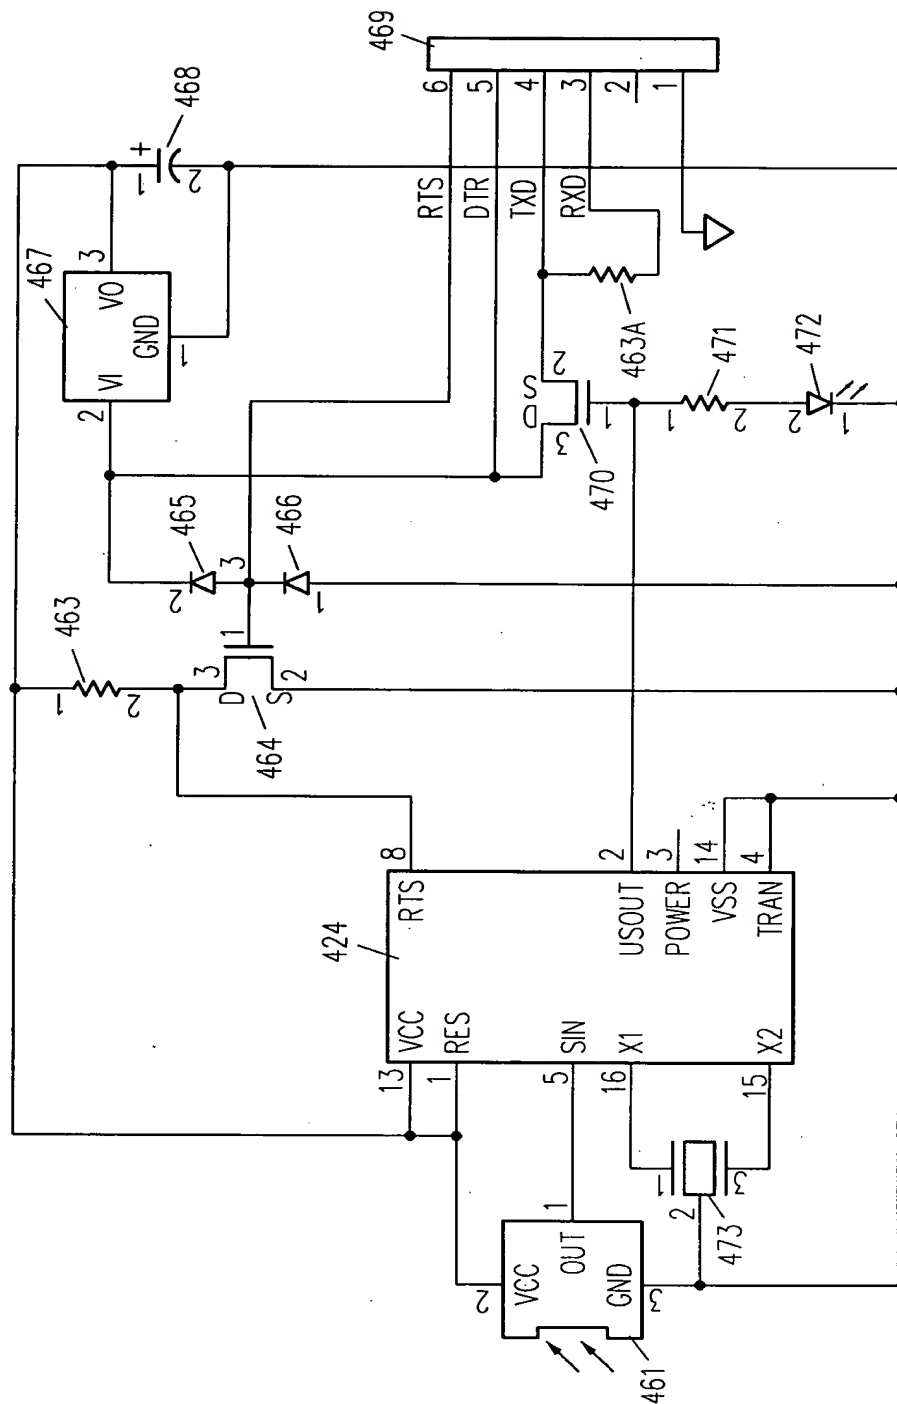 469
6
5
4
3
2
1
RTS
DTR
TXD
RXD
468
1
+
2
467
VI
VO
GND
2
3
1
463A
471
1
2
472
2
1
470
D
S
3
2
1
465
2
3
466
1
463
1
2
464
3
D
1
S
2
424
8
RTS
2
USOUT
3
POWER
14
VSS
4
TRAN
13
VCC
1
RES
5
SIN
16
X1
15
X2
473
1
2
3
461
2
VCC
1
OUT
3
GND